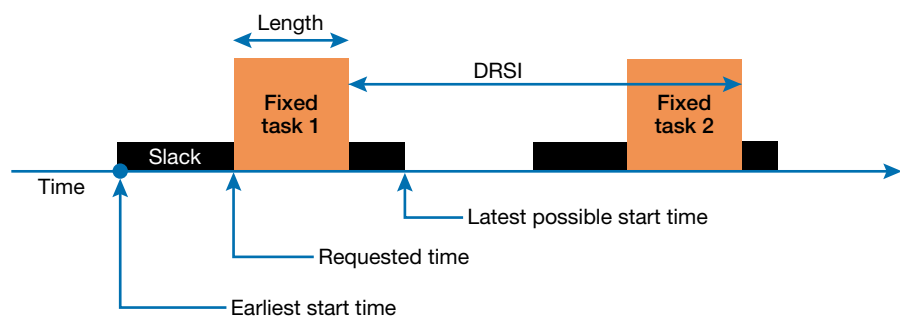 Length
DRSI
Fixed
task 1
Fixed
task 2
Slack
Time
Latest possible start time
Requested time
Earliest start time